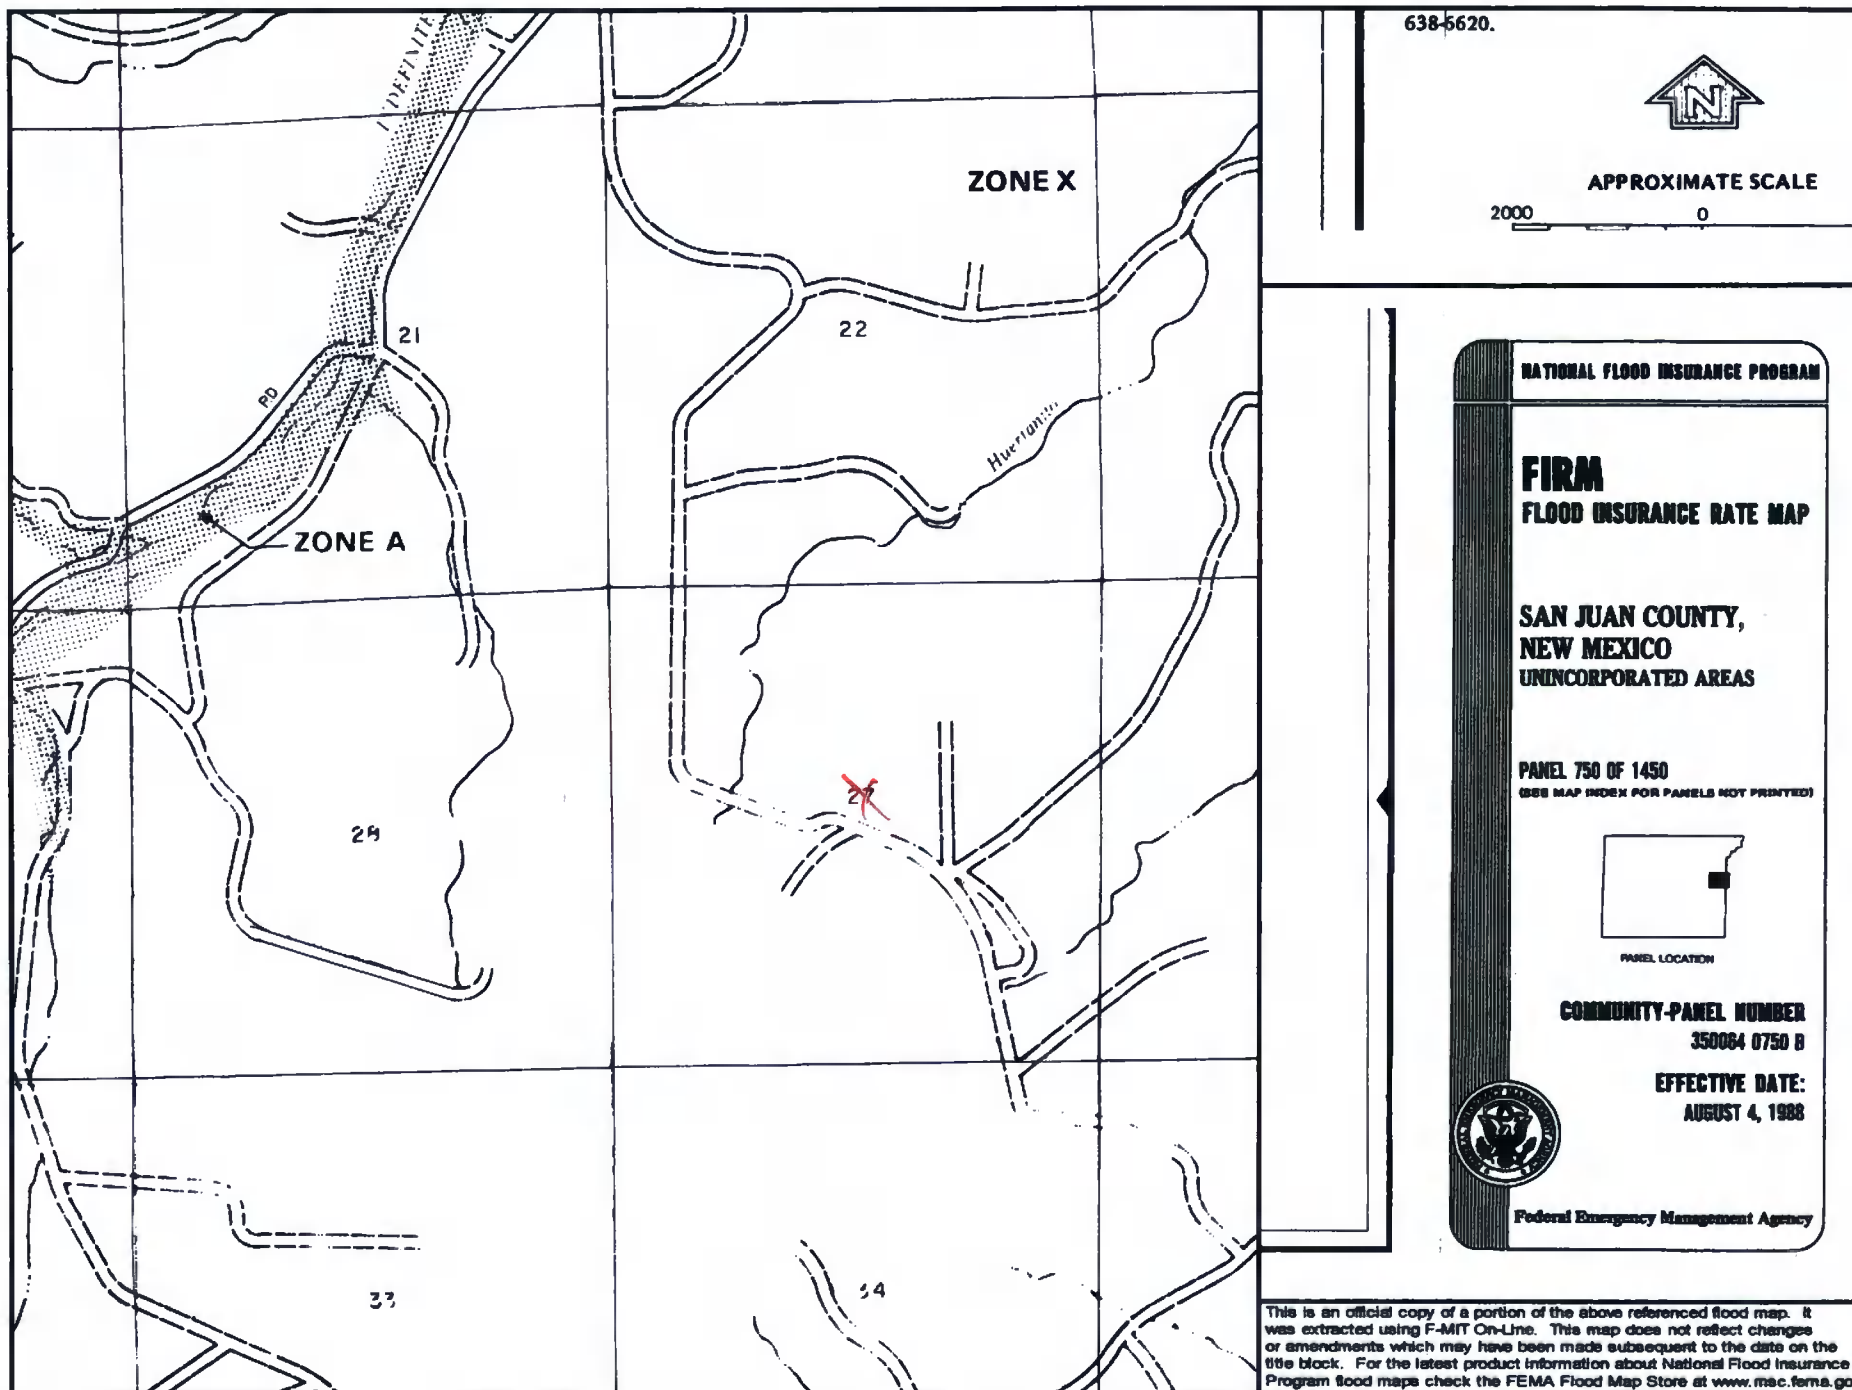 638-6620.
N
APPROXIMATE SCALE
2000 0
ZONE X
21
22
RD
ZONE A
27
28
33
NATIONAL FLOOD INSURANCE PROGRAM
FIRM
FLOOD INSURANCE RATE MAP
SAN JUAN COUNTY,
NEW MEXICO
UNINCORPORATED AREAS
PANEL 750 OF 1450
(SEE MAP INDEX FOR PANELS NOT PRINTED)
PANEL LOCATION
COMMUNITY-PANEL NUMBER
350064 0750 B
EFFECTIVE DATE:
AUGUST 4, 1988
Federal Emergency Management Agency
This is an official copy of a portion of the above referenced flood map. It
was extracted using F-MIT On-Line. This map does not reflect changes
or amendments which may have been made subsequent to the date on the
title block. For the latest product information about National Flood Insurance
Program flood maps check the FEMA Flood Map Store at www.msc.fema.go